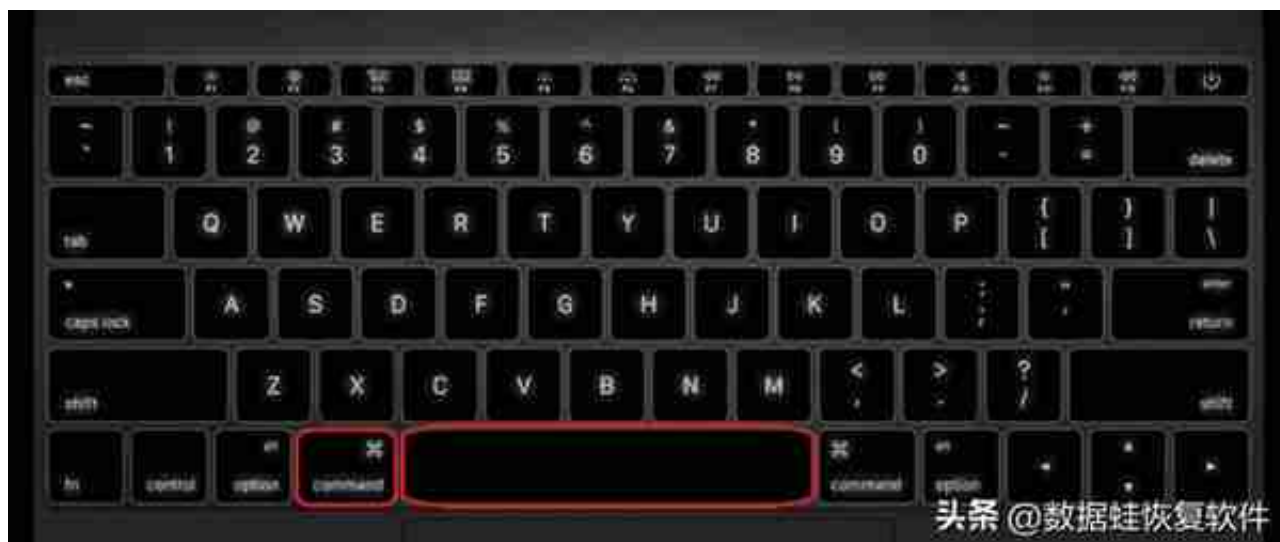 esc
! @ # $ % ^ & * ( ) — +
1 2 3 4 5 6 7 8 9 0 - = delete
tab Q W E R T Y U I O P { [ } ] | \
caps lock A S D F G H J K L enter return
shift Z X C V B N M < , > ? / shift
fn control option ⌘ command ⌘ command option
头条 @数据蛙恢复软件